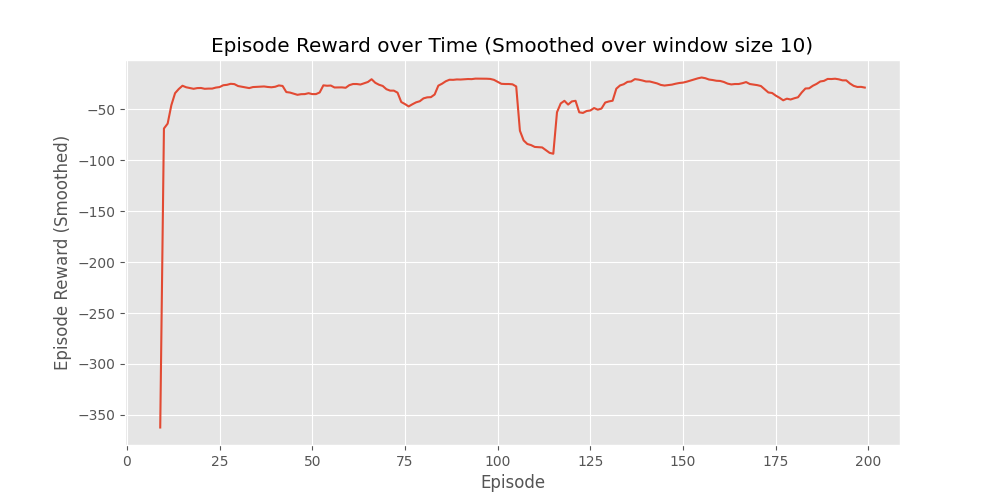 Episode Reward over Time (Smoothed over window size 10)
Episode Reward (Smoothed)
−50
−100
−150
−200
−250
−300
−350
0 25 50 75 100 125 150 175 200
Episode